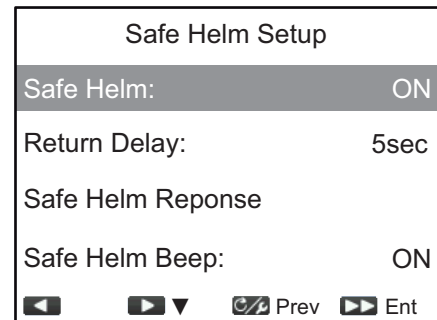 Safe Helm Setup
Safe Helm: ON
Return Delay: 5sec
Safe Helm Reponse
Safe Helm Beep: ON
Prev Ent